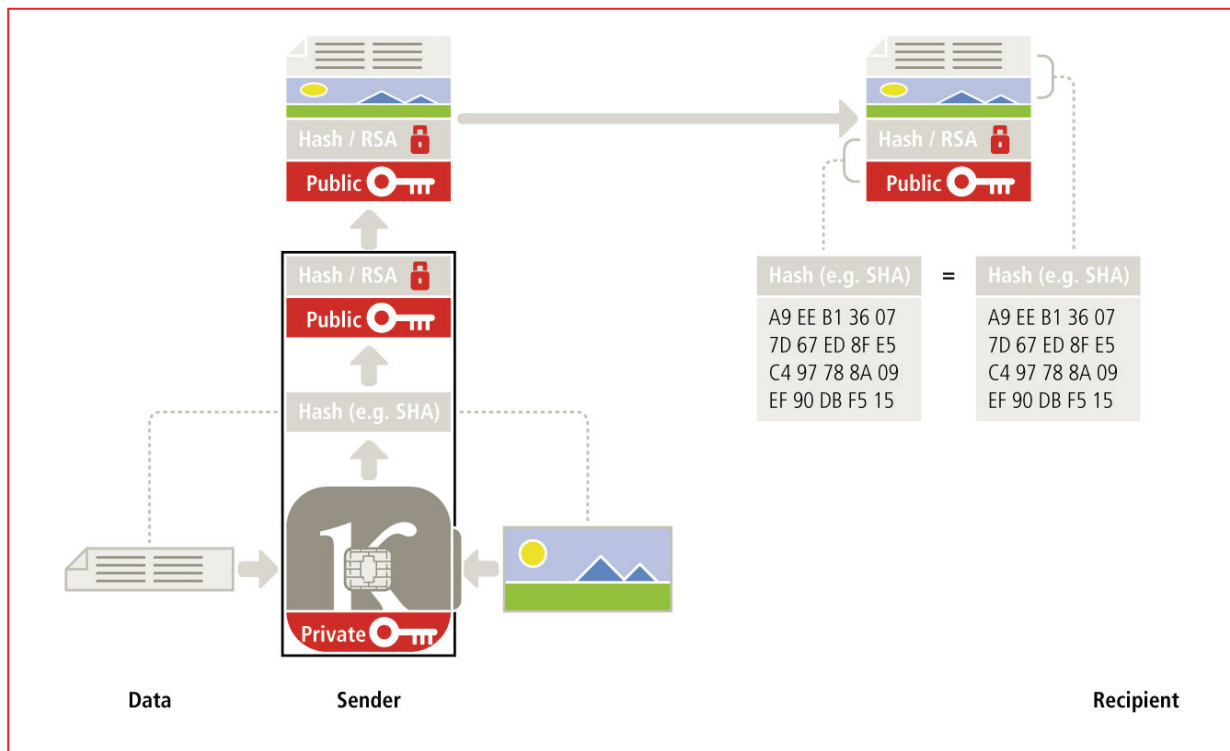 Hash / RSA
Public
Hash / RSA
Public
Hash / RSA
Public
Hash (e.g. SHA)
=
Hash (e.g. SHA)
A9 EE B1 36 07
A9 EE B1 36 07
7D 67 ED 8F E5
7D 67 ED 8F E5
C4 97 78 8A 09
C4 97 78 8A 09
EF 90 DB F5 15
EF 90 DB F5 15
Hash (e.g. SHA)
K
Private
Data
Sender
Recipient